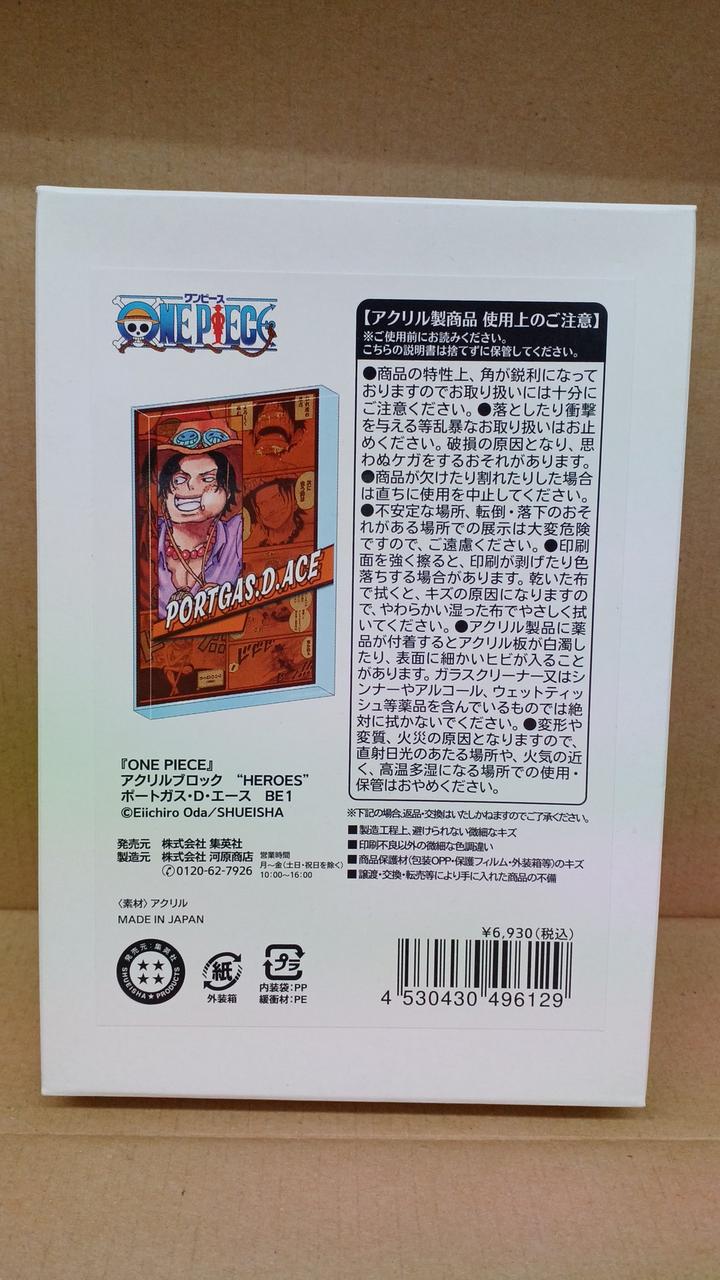 ワンピース
ONE PIECE
PORTGAS.D.ACE
『ONE PIECE』
アクリルブロック “HEROES”
ポートガス・D・エース BE1
©Eiichiro Oda/SHUEISHA
発売元 株式会社 集英社
製造元 株式会社 河原商店
0120-62-7926
営業時間
月~金(土日・祝日を除く)
10:00~16:00
〈素材〉アクリル
MADE IN JAPAN
発売元:集英社
SHUEISHA★PRODUCTS
紙
外装箱
プラ
内装袋:PP
緩衝材:PE
【アクリル製商品 使用上のご注意】
※ご使用前にお読みください。
こちらの説明書は捨てずに保管してください。
●商品の特性上、角が鋭利になって
おりますのでお取り扱いには十分に
ご注意ください。●落としたり衝撃
を与える等乱暴なお取り扱いはお止
めください。破損の原因となり、思
わぬケガをするおそれがあります。
●商品が欠けたり割れたりした場合
は直ちに使用を中止してください。
●不安定な場所、転倒・落下のおそ
れがある場所での展示は大変危険
ですので、ご遠慮ください。●印刷
面を強く擦ると、印刷が剥げたり色
落ちする場合があります。乾いた布
で拭くと、キズの原因になりますの
で、やわらかい湿った布でやさしく拭
いてください。●アクリル製品に薬
品が付着するとアクリル板が白濁し
たり、表面に細かいヒビが入ること
があります。ガラスクリーナー又はシ
ンナーやアルコール、ウェットティッ
シュ等薬品を含んでいるものでは絶
対に拭かないでください。●変形や
変質、火災の原因となりますので、
直射日光のあたる場所や、火気の近
く、高温多湿になる場所での使用・
保管はおやめください。
※下記の場合、返品・交換はいたしかねますのでご了承ください。
■製造工程上、避けられない微細なキズ
■印刷不良以外の微細な色調違い
■商品保護材(包装OPP・保護フィルム・外装箱等)のキズ
■譲渡・交換・転売等により手に入れた商品の不備
¥6,930(税込)
4 530430 496129